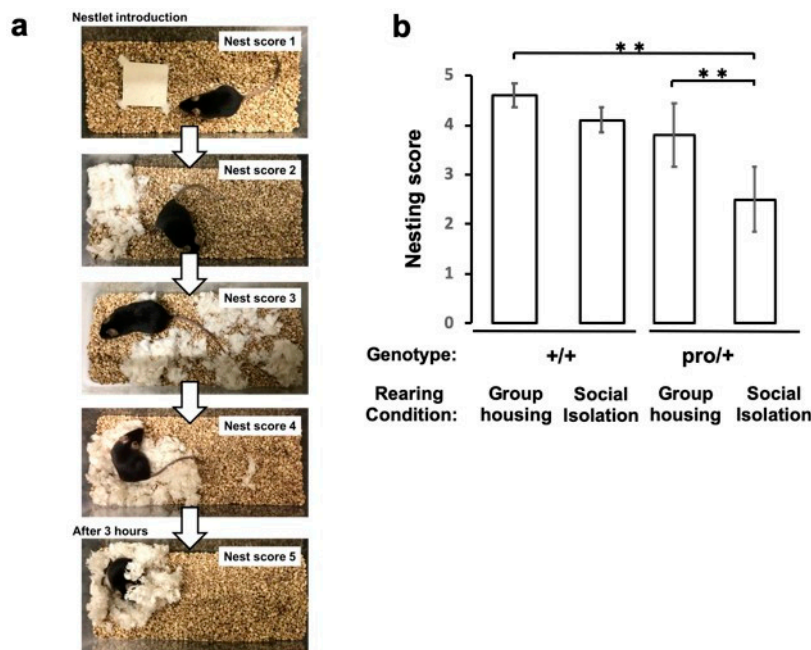 a
Nestlet introduction
Nest score 1
Nest score 2
Nest score 3
Nest score 4
After 3 hours
Nest score 5
b
* *
* *
Nesting score
5
4
3
2
1
0
Genotype: +/+ pro/+
Rearing Condition: Group housing Social Isolation Group housing Social Isolation